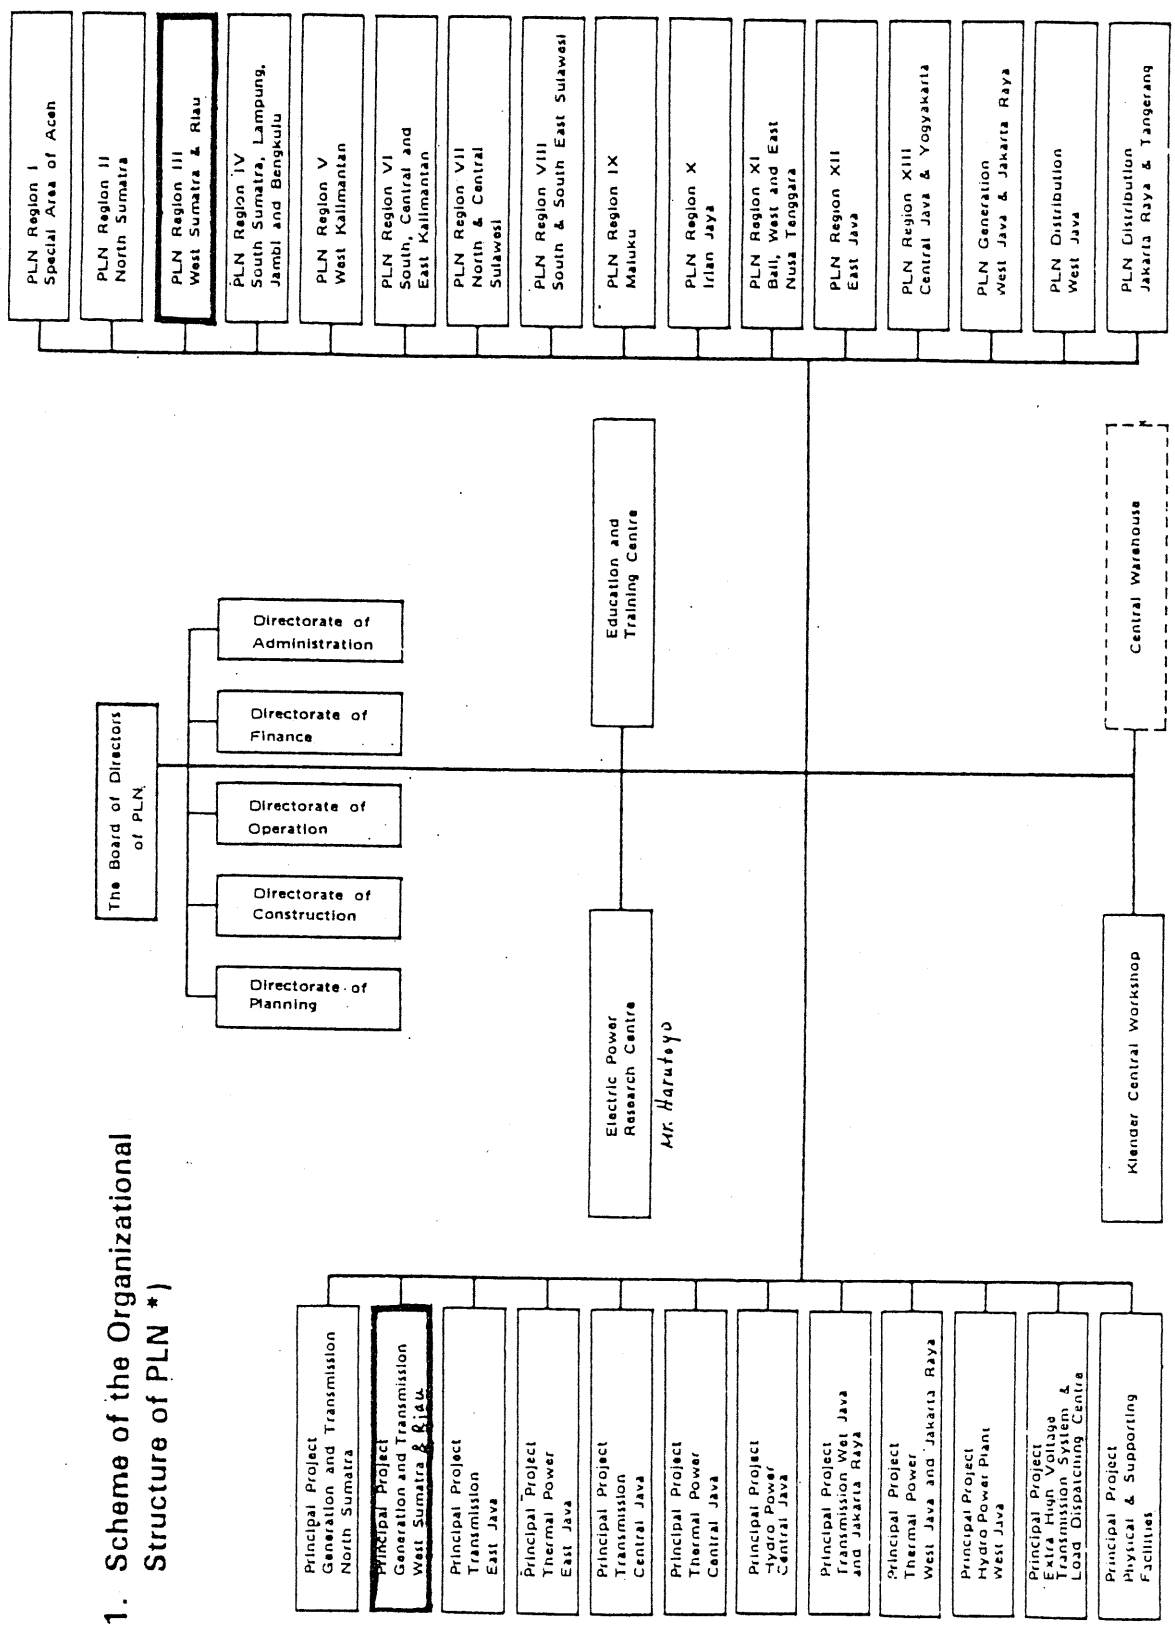 1. Scheme of the Organizational
Structure of PLN *)
The Board of Directors
of PLN
Directorate of
Planning
Directorate of
Construction
Directorate of
Operation
Directorate of
Finance
Directorate of
Administration
Electric Power
Research Centre
Mr. Harutoyo
Education and
Training Centre
Klender Central Workshop
Central Warehouse
Principal Project
Generation and Transmission
North Sumatra
Principal Project
Generation and Transmission
West Sumatra & Riau
Principal Project
Transmission
East Java
Principal Project
Thermal Power
East Java
Principal Project
Transmission
Central Java
Principal Project
Thermal Power
Central Java
Principal Project
Hydro Power
Central Java
Principal Project
Transmission Wet Java
and Jakarta Raya
Principal Project
Thermal Power
West Java and Jakarta Raya
Principal Project
Hydro Power Plant
West Java
Principal Project
Extra High Voltage
Transmission System &
Load Dispatching Centre
Principal Project
Physical & Supporting
Facilities
PLN Region I
Special Area of Aceh
PLN Region II
North Sumatra
PLN Region III
West Sumatra & Riau
PLN Region IV
South Sumatra, Lampung,
Jambi and Bengkulu
PLN Region V
West Kalimantan
PLN Region VI
South, Central and
East Kalimantan
PLN Region VII
North & Central
Sulawesi
PLN Region VIII
South & South East Sulawesi
PLN Region IX
Maluku
PLN Region X
Irian Jaya
PLN Region XI
Bali, West and East
Nusa Tenggara
PLN Region XII
East Java
PLN Region XIII
Central Java & Yogyakarta
PLN Generation
West Java & Jakarta Raya
PLN Distribution
West Java
PLN Distribution
Jakarta Raya & Tangerang